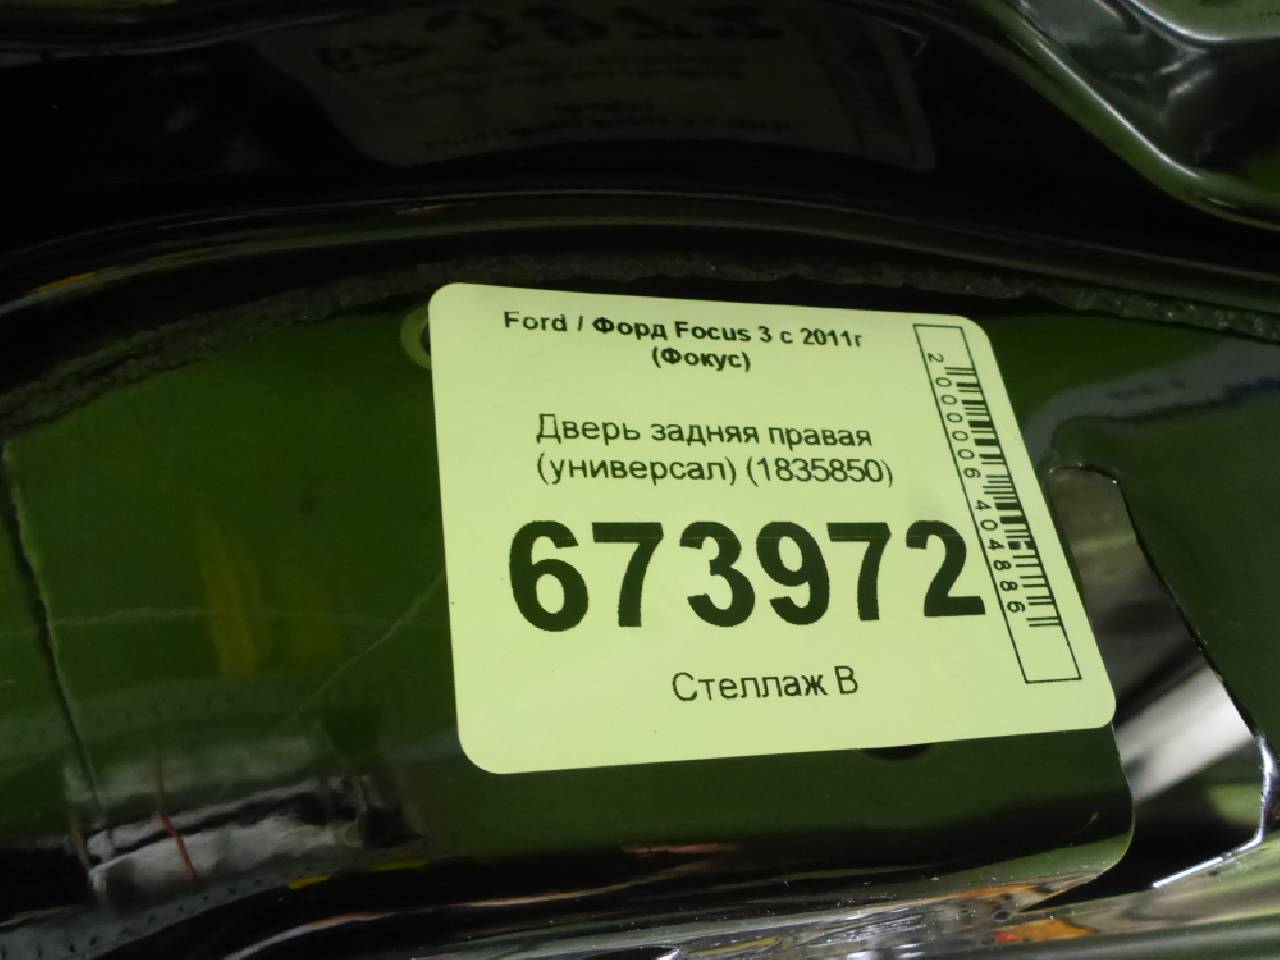 Ford / Форд Focus 3 с 2011г
(Фокус)
Дверь задняя правая
(универсал) (1835850)
673972
Стеллаж В
2000006404886